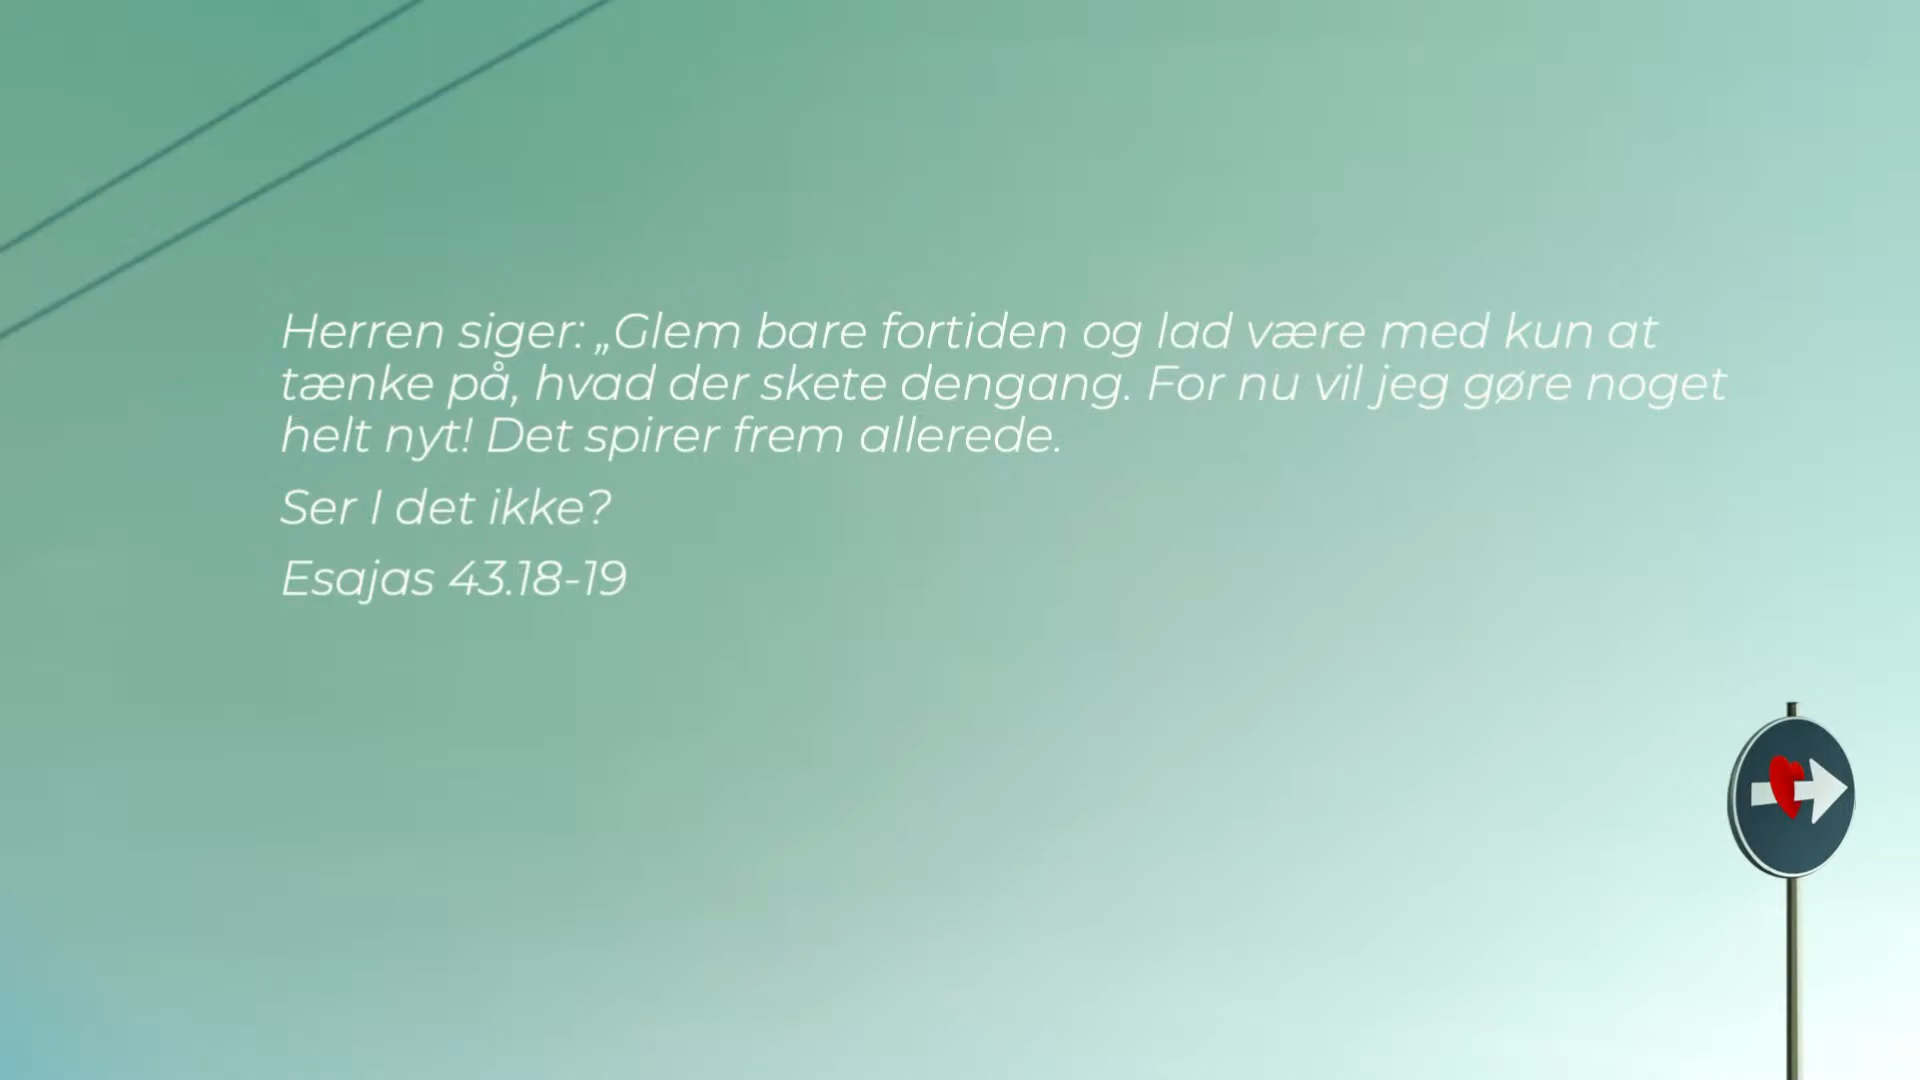 Herren siger: „Glem bare fortiden og lad være med kun at
tænke på, hvad der skete dengang. For nu vil jeg gøre noget
helt nyt! Det spirer frem allerede.
Ser I det ikke?
Esajas 43.18-19